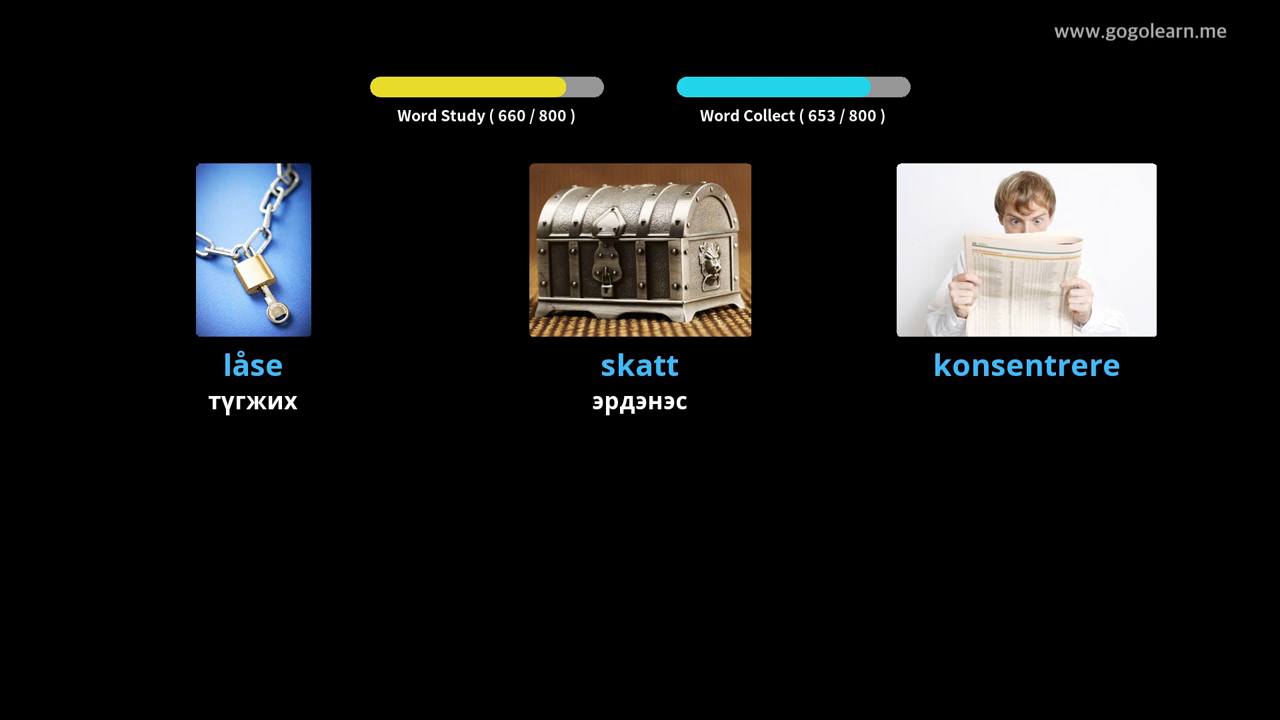 www.gogolearn.me
Word Study ( 660 / 800 )
Word Collect ( 653 / 800 )
låse
skatt
konsentrere
түгжих
эрдэнэс